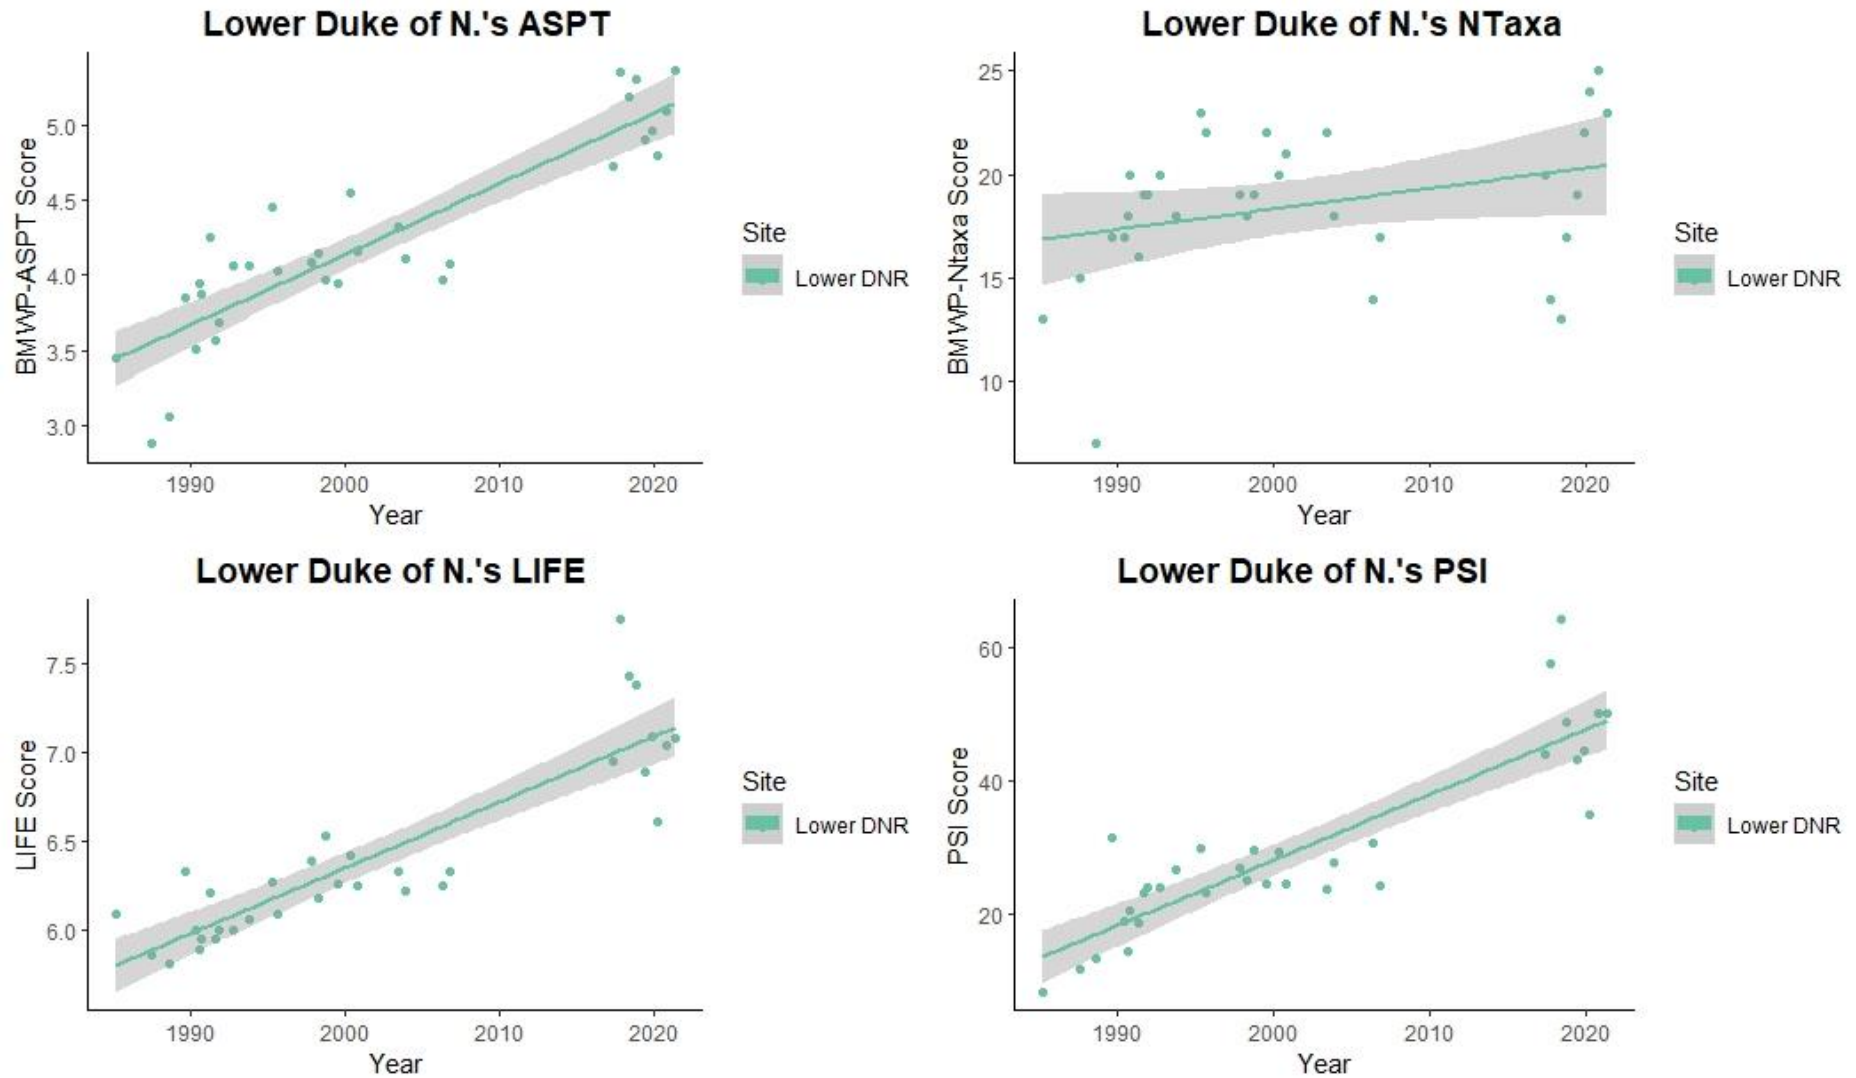 Lower Duke of N.'s ASPT
BMWP-ASPT Score
5.0
4.5
4.0
3.5
3.0
1990 2000 2010 2020
Year
Site
Lower DNR
Lower Duke of N.'s NTaxa
BMWP-Ntaxa Score
25
20
15
10
1990 2000 2010 2020
Year
Site
Lower DNR
Lower Duke of N.'s LIFE
LIFE Score
7.5
7.0
6.5
6.0
1990 2000 2010 2020
Year
Site
Lower DNR
Lower Duke of N.'s PSI
PSI Score
60
40
20
1990 2000 2010 2020
Year
Site
Lower DNR